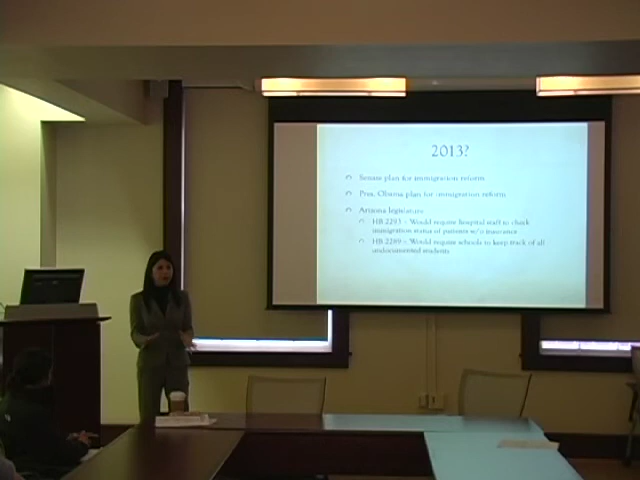 2013?
Senate plan for immigration reform
Pres. Obama plan for immigration reform
Arizona legislature
HB 2293 – Would require hospital staff to check
immigration status of patients w/o insurance
HB 2289 – Would require schools to keep track of all
undocumented students